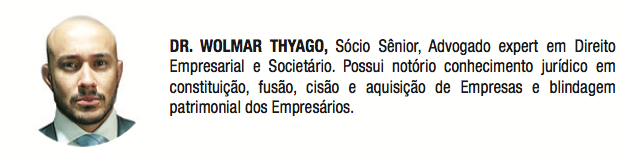 DR. WOLMAR THYAGO, Sócio Sênior, Advogado expert em Direito
Empresarial e Societário. Possui notório conhecimento jurídico em
constituição, fusão, cisão e aquisição de Empresas e blindagem
patrimonial dos Empresários.